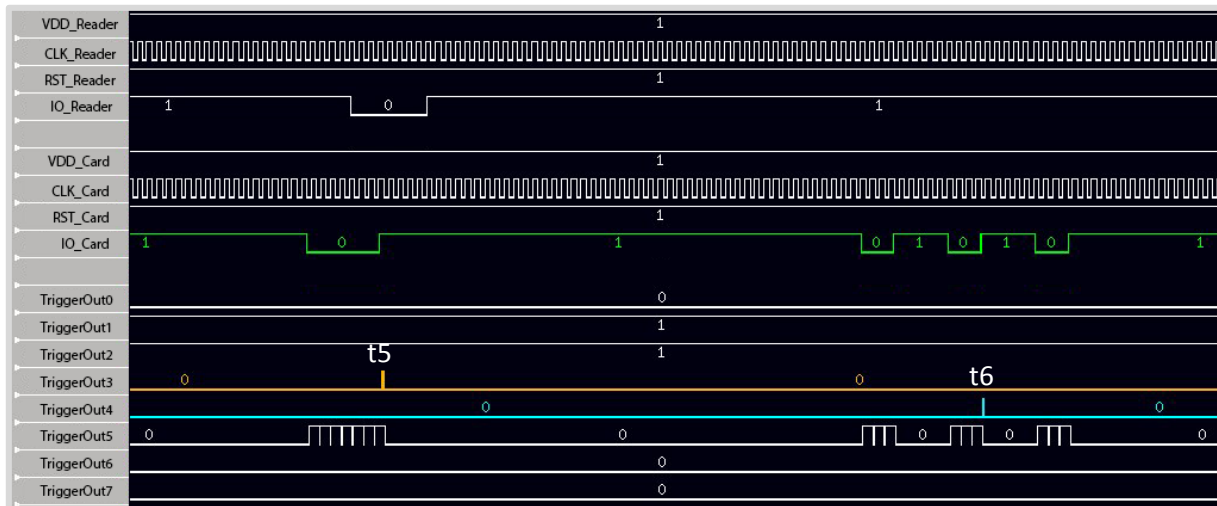 VDD_Reader 1
CLK_Reader
RST_Reader 1
IO_Reader 1 0 1
VDD_Card 1
CLK_Card
RST_Card 1
IO_Card 1 0 1 0 1 0 1 0 1
TriggerOut0 0
TriggerOut1 1
TriggerOut2 1
t5
TriggerOut3 0 0
t6
TriggerOut4 0 0
TriggerOut5 0 0 0 0 0
TriggerOut6 0
TriggerOut7 0